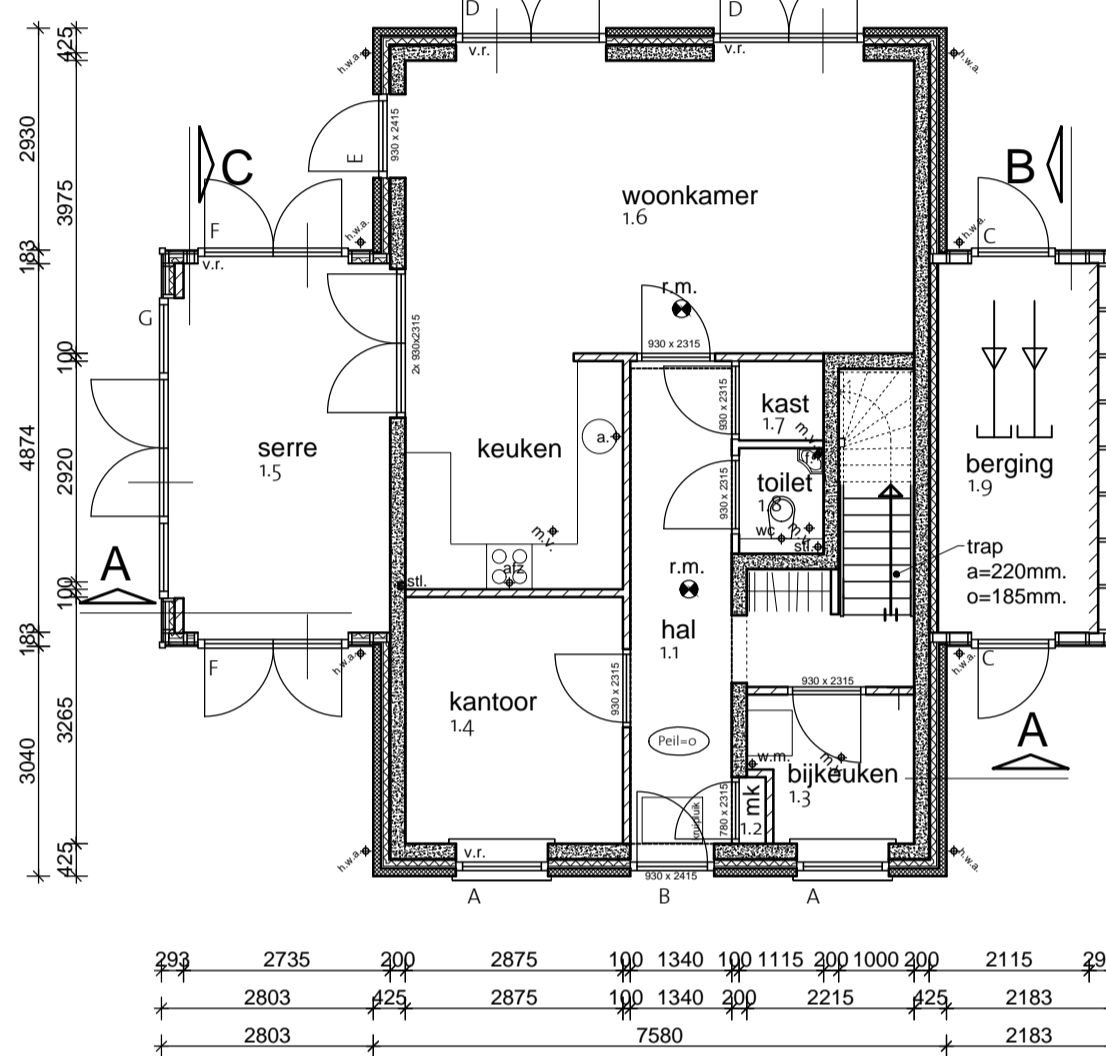 D
D
425
v.r.
v.r.
h.w.a.
h.w.a.
2930
930 x 2415
E
C
B
woonkamer
1.6
3975
F
h.w.a.
h.w.a.
C
183
v.r.
r.m.
G
2x 930x2315
930 x 2315
100
kast
1.7
930 x 2315
m.v.
a.
4874
2920
serre
1.5
keuken
f.
toilet
1.8
930 x 2315
berging
1.9
m.v.
wc
m.v.
stl.
trap
a=220mm.
o=185mm.
A
afz
stl.
r.m.
100
hal
1.1
183
F
h.w.a.
h.w.a.
C
930 x 2315
930 x 2315
kantoor
1.4
3265
3040
Peil=0
A
w.m.
m.v.
bijkeuken
1.3
mk
1.2
780 x 2315
kruipluik
425
h.w.a.
v.r.
h.w.a.
930 x 2415
A
B
A
293 2735 200 2875 100 1340 100 1115 200 1000 200 2115 29
2803 425 2875 100 1340 200 2215 425 2183
2803 7580 2183